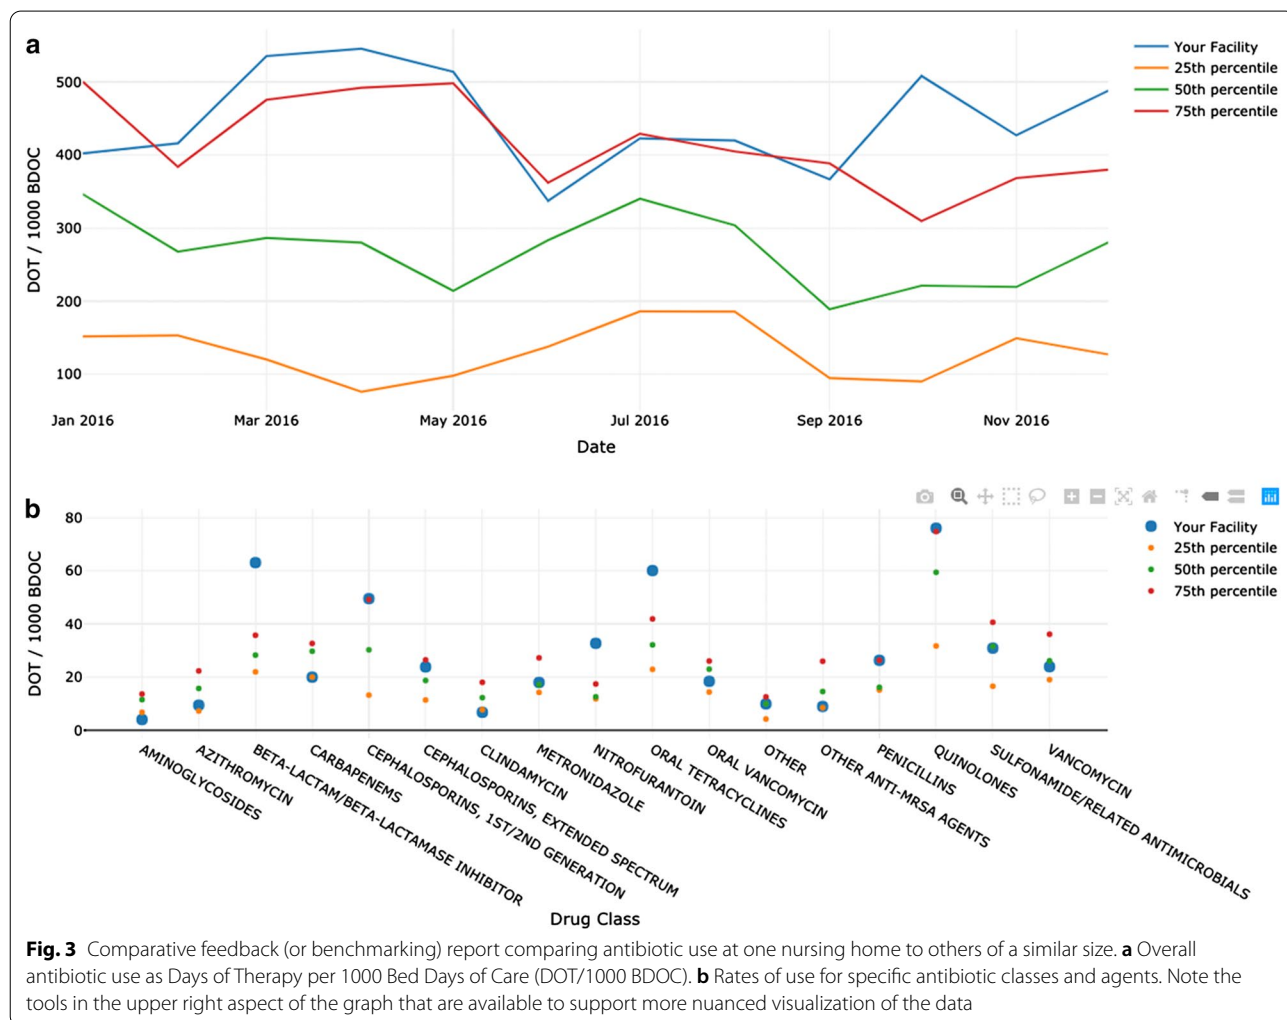 a
Your Facility
25th percentile
50th percentile
75th percentile
500
400
300
200
100
DOT / 1000 BDOC
Jan 2016
Mar 2016
May 2016
Jul 2016
Sep 2016
Nov 2016
Date
b
Your Facility
25th percentile
50th percentile
75th percentile
80
60
40
20
0
DOT / 1000 BDOC
AMINOGLYCOSIDES
AZITHROMYCIN
BETA-LACTAM/BETA-LACTAMASE INHIBITOR
CARBAPENEMS
CEPHALOSPORINS, 1ST/2ND GENERATION
CEPHALOSPORINS, EXTENDED SPECTRUM
CLINDAMYCIN
METRONIDAZOLE
NITROFURANTOIN
ORAL TETRACYCLINES
ORAL VANCOMYCIN
OTHER
OTHER ANTI-MRSA AGENTS
PENICILLINS
QUINOLONES
SULFONAMIDE/RELATED ANTIMICROBIALS
VANCOMYCIN
Drug Class
Fig. 3 Comparative feedback (or benchmarking) report comparing antibiotic use at one nursing home to others of a similar size. a Overall
antibiotic use as Days of Therapy per 1000 Bed Days of Care (DOT/1000 BDOC). b Rates of use for specific antibiotic classes and agents. Note the
tools in the upper right aspect of the graph that are available to support more nuanced visualization of the data